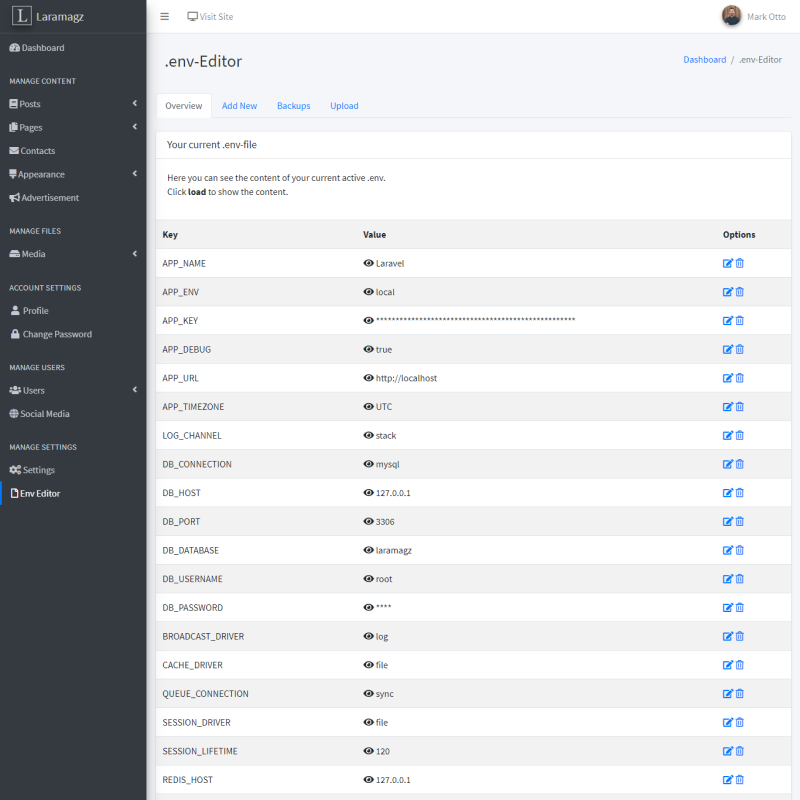 L Laramagz
Visit Site
Mark Otto
Dashboard
MANAGE CONTENT
Posts
Pages
Contacts
Appearance
Advertisement
MANAGE FILES
Media
ACCOUNT SETTINGS
Profile
Change Password
MANAGE USERS
Users
Social Media
MANAGE SETTINGS
Settings
Env Editor
.env-Editor
Dashboard / .env-Editor
Overview Add New Backups Upload
Your current .env-file
Here you can see the content of your current active .env.
Click load to show the content.
Key Value Options
APP_NAME Laravel
APP_ENV local
APP_KEY ***************************************************
APP_DEBUG true
APP_URL http://localhost
APP_TIMEZONE UTC
LOG_CHANNEL stack
DB_CONNECTION mysql
DB_HOST 127.0.0.1
DB_PORT 3306
DB_DATABASE laramagz
DB_USERNAME root
DB_PASSWORD ****
BROADCAST_DRIVER log
CACHE_DRIVER file
QUEUE_CONNECTION sync
SESSION_DRIVER file
SESSION_LIFETIME 120
REDIS_HOST 127.0.0.1